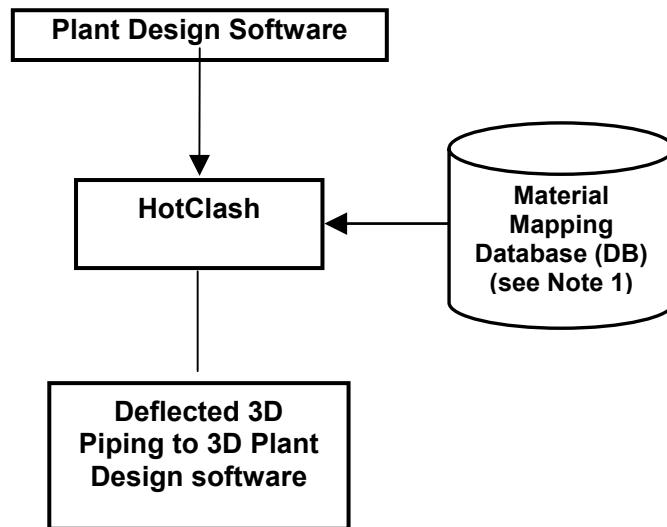 Plant Design Software
HotClash
Material
Mapping
Database (DB)
(see Note 1)
Deflected 3D
Piping to 3D Plant
Design software